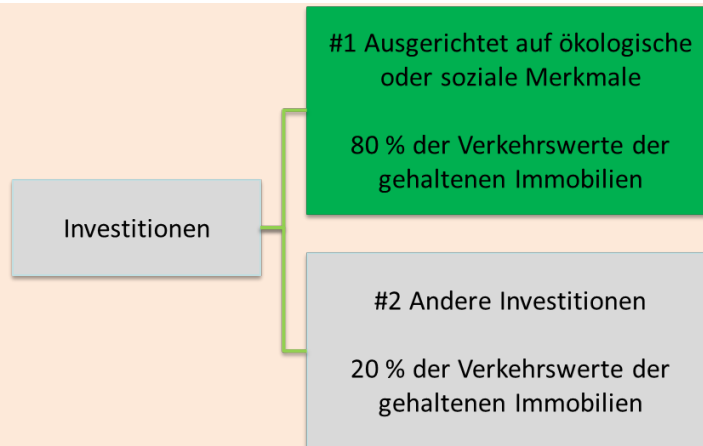 #1 Ausgerichtet auf ökologische
oder soziale Merkmale
80 % der Verkehrswerte der
gehaltenen Immobilien
Investitionen
#2 Andere Investitionen
20 % der Verkehrswerte der
gehaltenen Immobilien